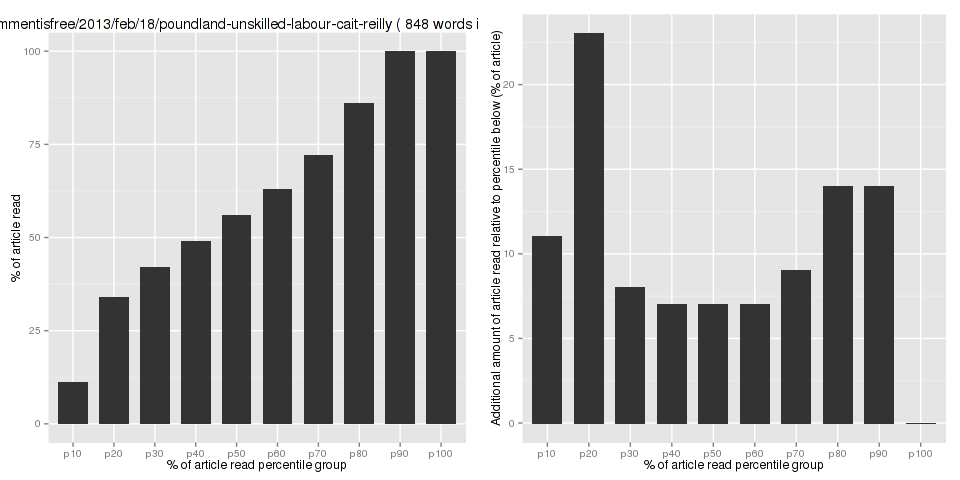 mmentisfree/2013/feb/18/poundland-unskilled-labour-cait-reilly ( 848 words i
100
75
50
25
0
% of article read
p10 p20 p30 p40 p50 p60 p70 p80 p90 p100
% of article read percentile group
20
15
10
5
0
Additional amount of article read relative to percentile below (% of article)
p10 p20 p30 p40 p50 p60 p70 p80 p90 p100
% of article read percentile group